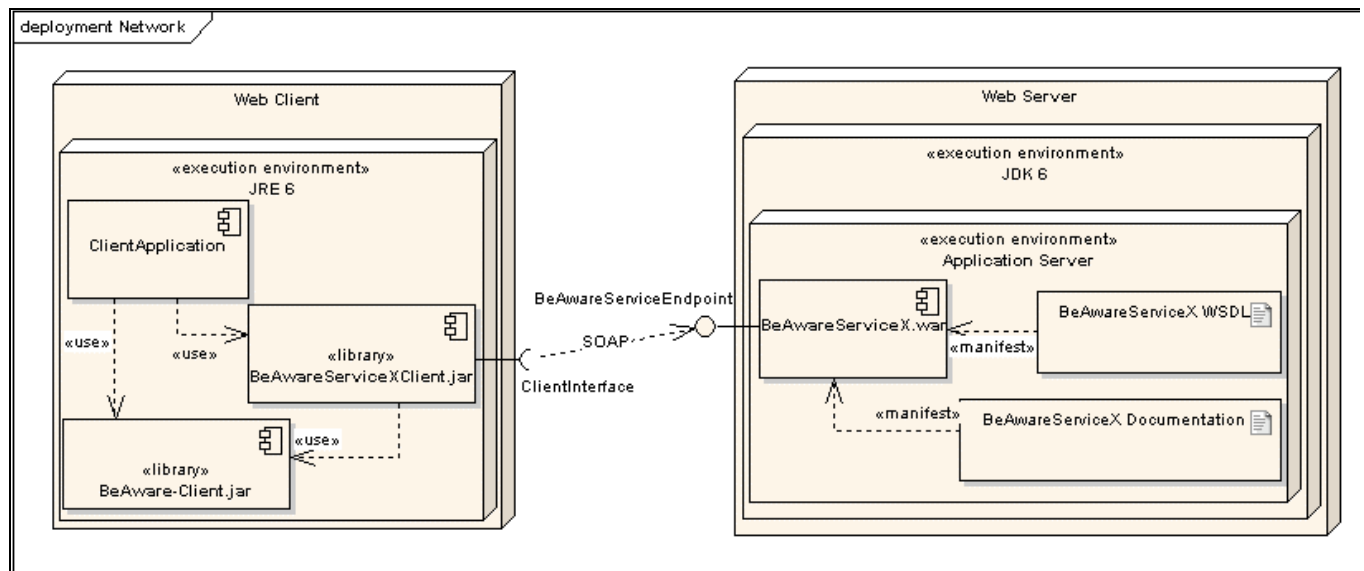 deployment Network
Web Client
«execution environment»
JRE 6
ClientApplication
«use»
«use»
«library»
BeAwareServiceXClient.jar
«use»
«library»
BeAware-Client.jar
BeAwareServiceEndpoint
SOAP
ClientInterface
Web Server
«execution environment»
JDK 6
«execution environment»
Application Server
BeAwareServiceX.war
BeAwareServiceX WSDL
«manifest»
«manifest»
BeAwareServiceX Documentation